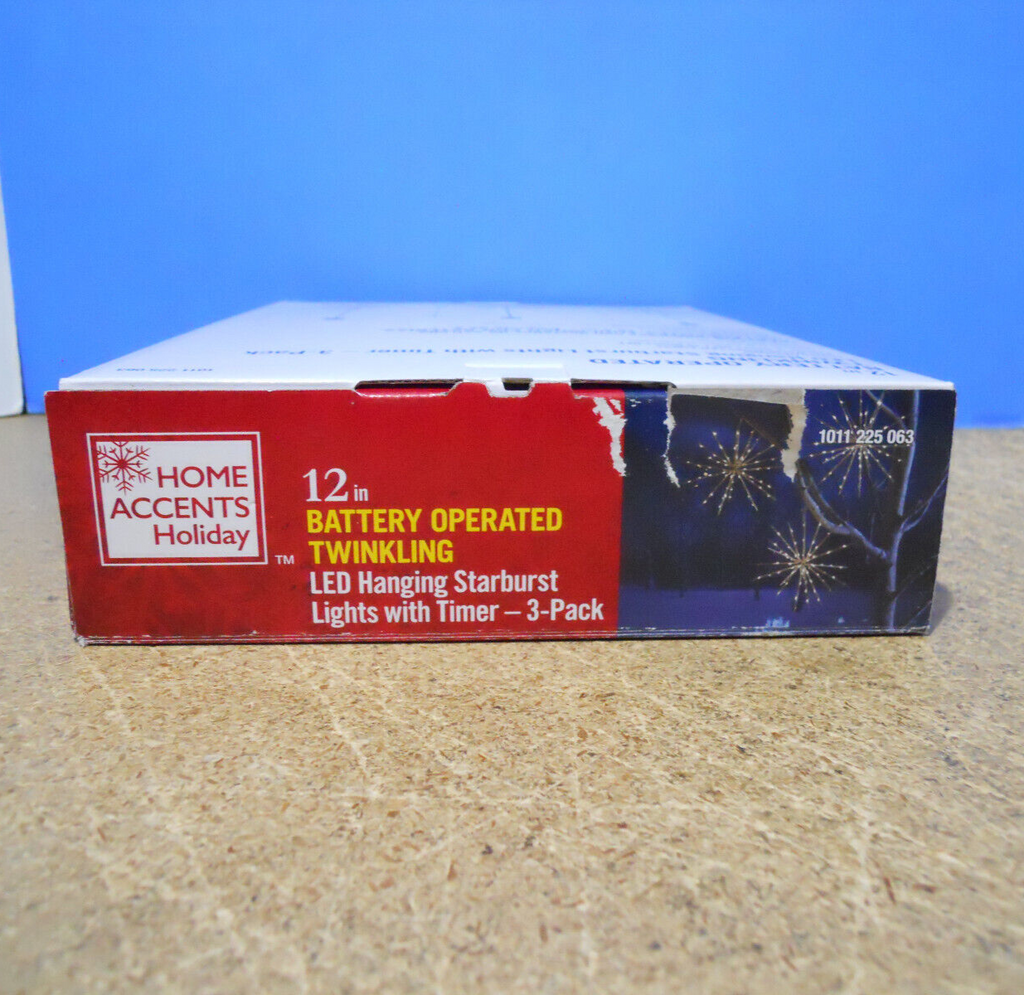 HOME
ACCENTS
Holiday
TM
12 in
BATTERY OPERATED
TWINKLING
LED Hanging Starburst
Lights with Timer – 3-Pack
1011 225 063